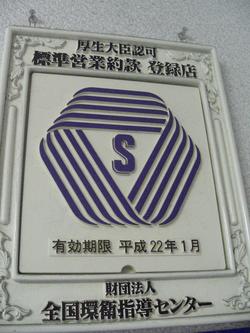 厚生大臣認可
標準営業約款 登録店
S
有効期限 平成22年1月
財団法人
全国環衛指導センター